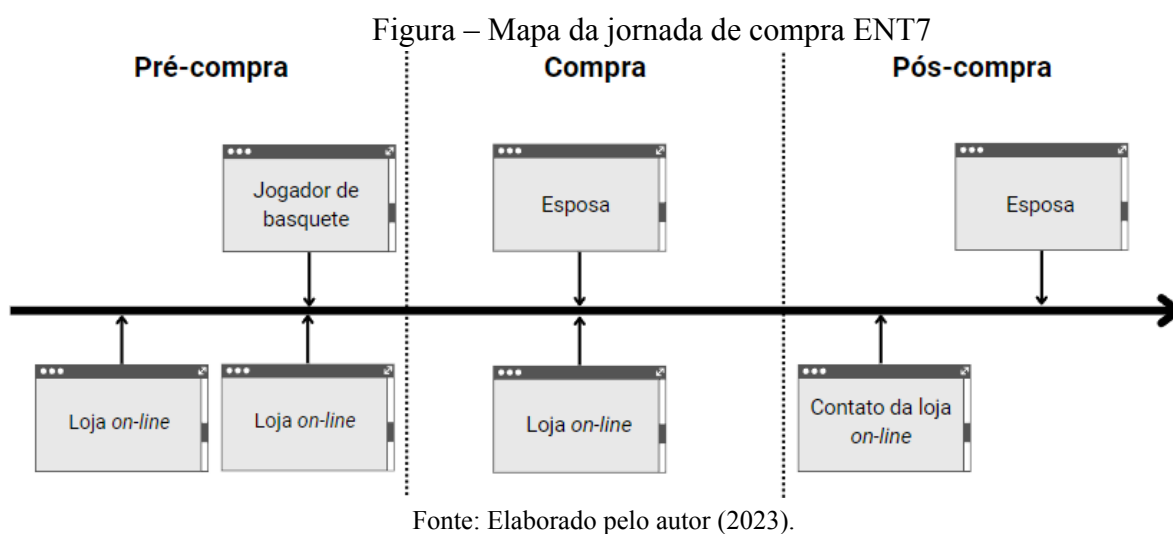 Figura – Mapa da jornada de compra ENT7
Pré-compra
Compra
Pós-compra
Jogador de
basquete
Esposa
Esposa
Loja on-line
Loja on-line
Loja on-line
Contato da loja
on-line
Fonte: Elaborado pelo autor (2023).